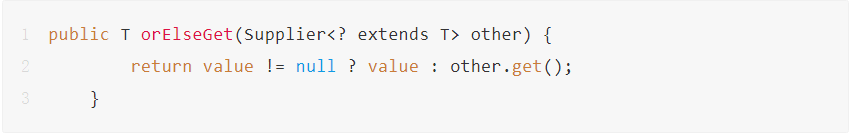 1 public T orElseGet(Supplier<? extends T> other) {
2         return value != null ? value : other.get();
3     }